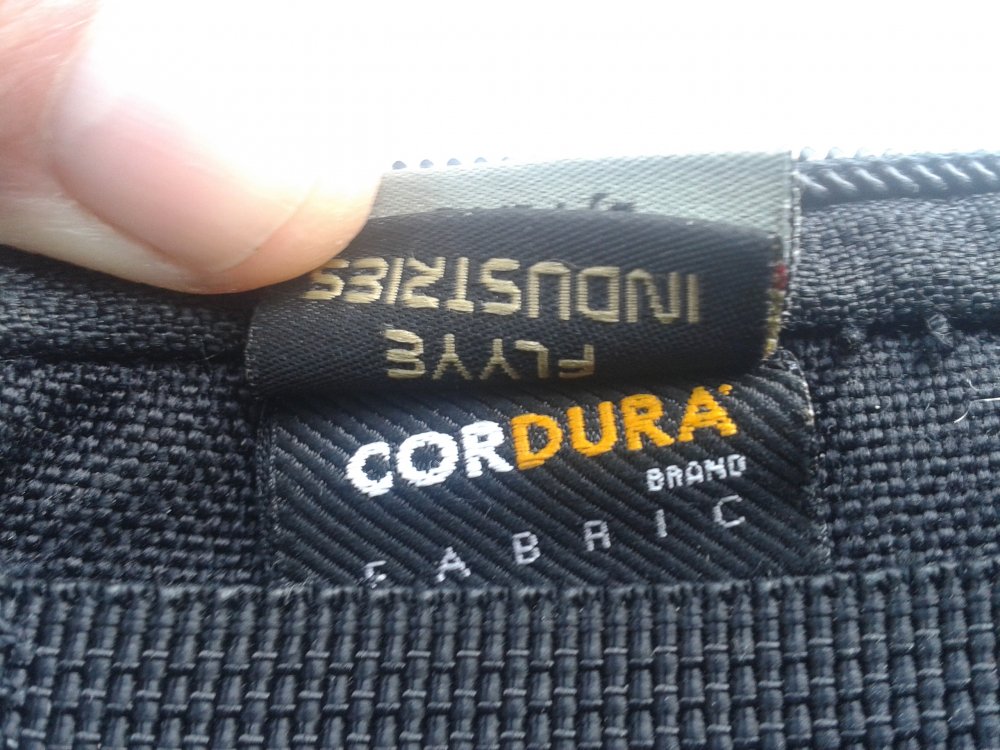 FLYYE
INDUSTRIES
CORDURA
BRAND
FABRIC